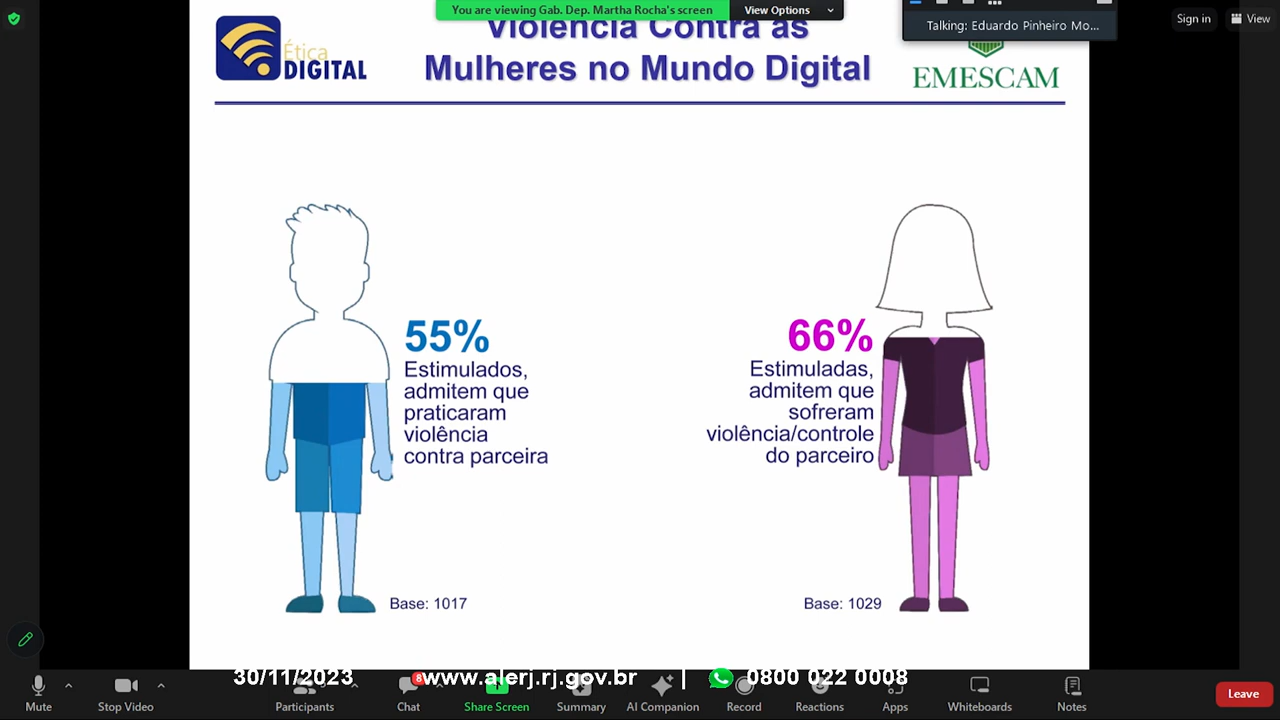 You are viewing Gab. Dep. Martha Rocha's screen
View Options
Talking: Eduardo Pinheiro Mo...
Sign in
View
Ética
DIGITAL
Violência Contra as
Mulheres no Mundo Digital
EMESCAM
55%
Estimulados,
admitem que
praticaram
violência
contra parceira
Base: 1017
66%
Estimuladas,
admitem que
sofreram
violência/controle
do parceiro
Base: 1029
30/11/2023
www.alerj.rj.gov.br | 0800 022 0008
Mute
Stop Video
Participants
8
Chat
Share Screen
Summary
AI Companion
Record
Reactions
Apps
Whiteboards
Notes
Leave